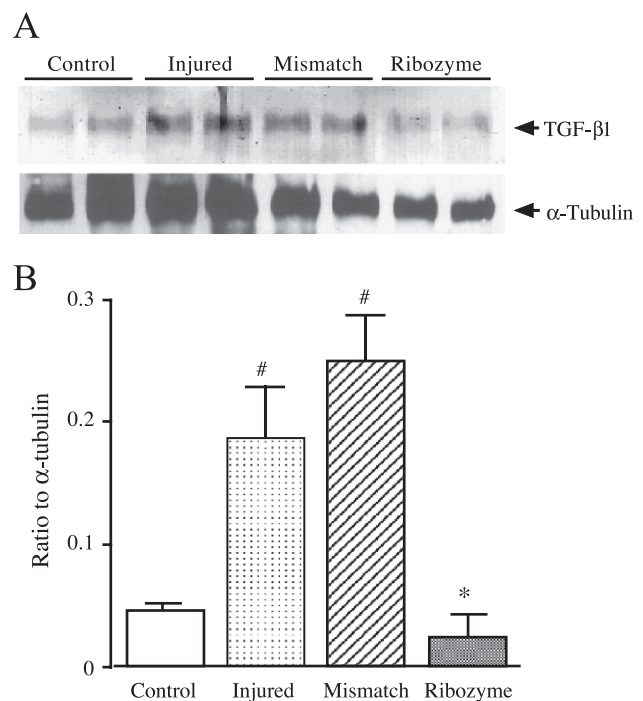 A
Control Injured Mismatch Ribozyme
TGF-β1
α-Tubulin
B
Ratio to α-tubulin
0.3
0.2
0.1
0
#
#
*
Control Injured Mismatch Ribozyme